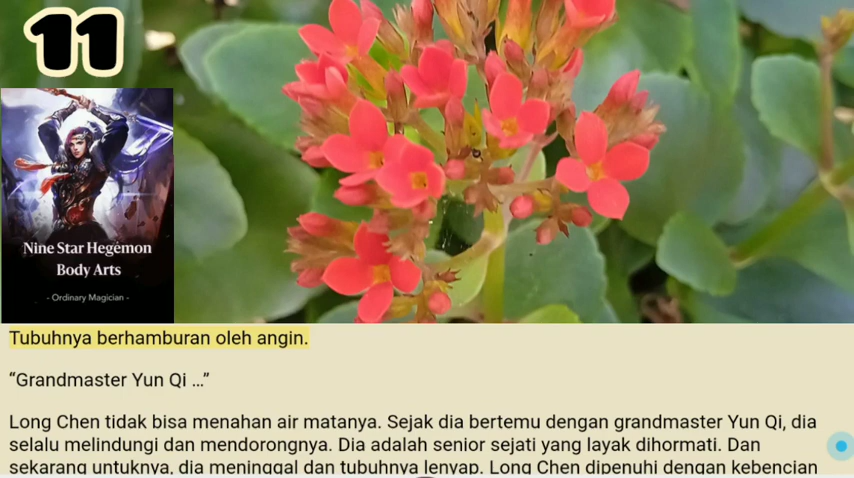 11
Nine Star Hegemon
Body Arts
- Ordinary Magician -
Tubuhnya berhamburan oleh angin.
“Grandmaster Yun Qi ...”
Long Chen tidak bisa menahan air matanya. Sejak dia bertemu dengan grandmaster Yun Qi, dia
selalu melindungi dan mendorongnya. Dia adalah senior sejati yang layak dihormati. Dan
sekarang untuknya, dia meninggal dan tubuhnya lenyap. Long Chen dipenuhi dengan kebencian